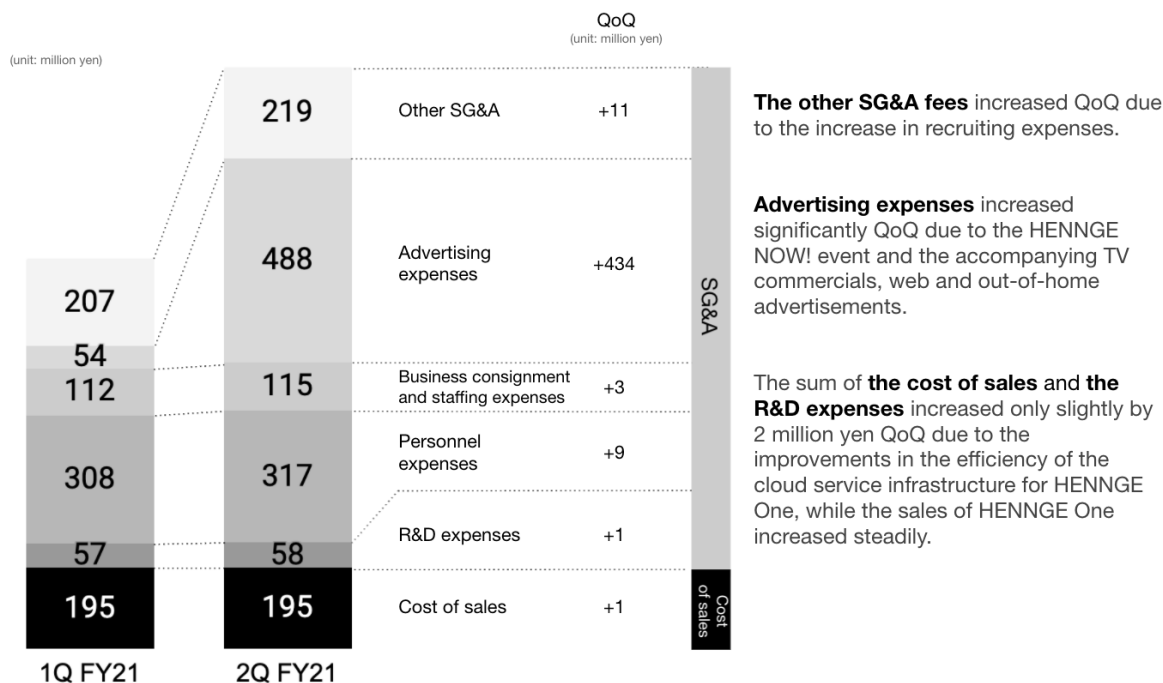 QoQ
(unit: million yen)
(unit: million yen)
219
Other SG&A
+11
The other SG&A fees increased QoQ due
to the increase in recruiting expenses.
488
Advertising
expenses
+434
Advertising expenses increased
significantly QoQ due to the HENNGE
NOW! event and the accompanying TV
commercials, web and out-of-home
advertisements.
SG&A
207
54
112
115
Business consignment
and staffing expenses
+3
The sum of the cost of sales and the
R&D expenses increased only slightly by
2 million yen QoQ due to the
improvements in the efficiency of the
cloud service infrastructure for HENNGE
One, while the sales of HENNGE One
increased steadily.
308
317
Personnel
expenses
+9
57
58
R&D expenses
+1
195
195
Cost of sales
+1
Cost
of sales
1Q FY21
2Q FY21